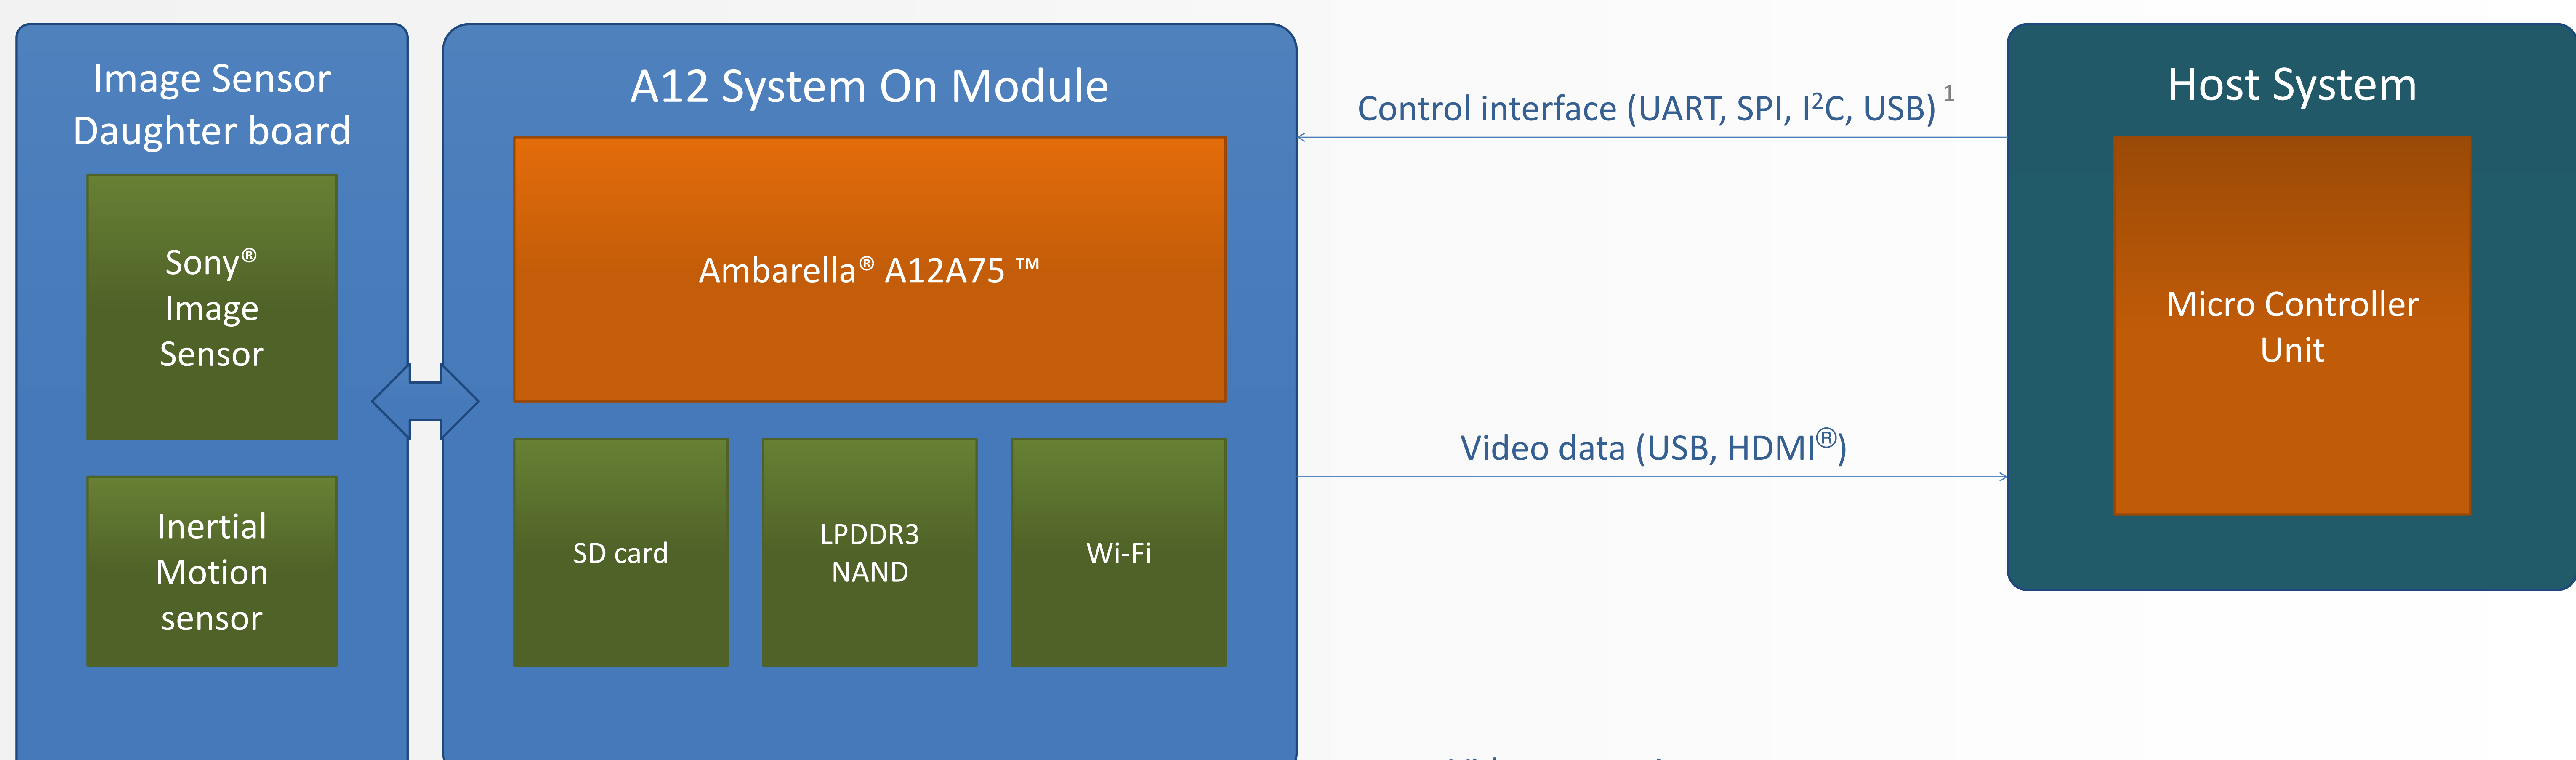 Image Sensor
Daughter board
Sony®
Image
Sensor
Inertial
Motion
sensor
A12 System On Module
Ambarella® A12A75 ™
SD card
LPDDR3
NAND
Wi-Fi
Control interface (UART, SPI, I²C, USB) ¹
Video data (USB, HDMI®)
Host System
Micro Controller
Unit